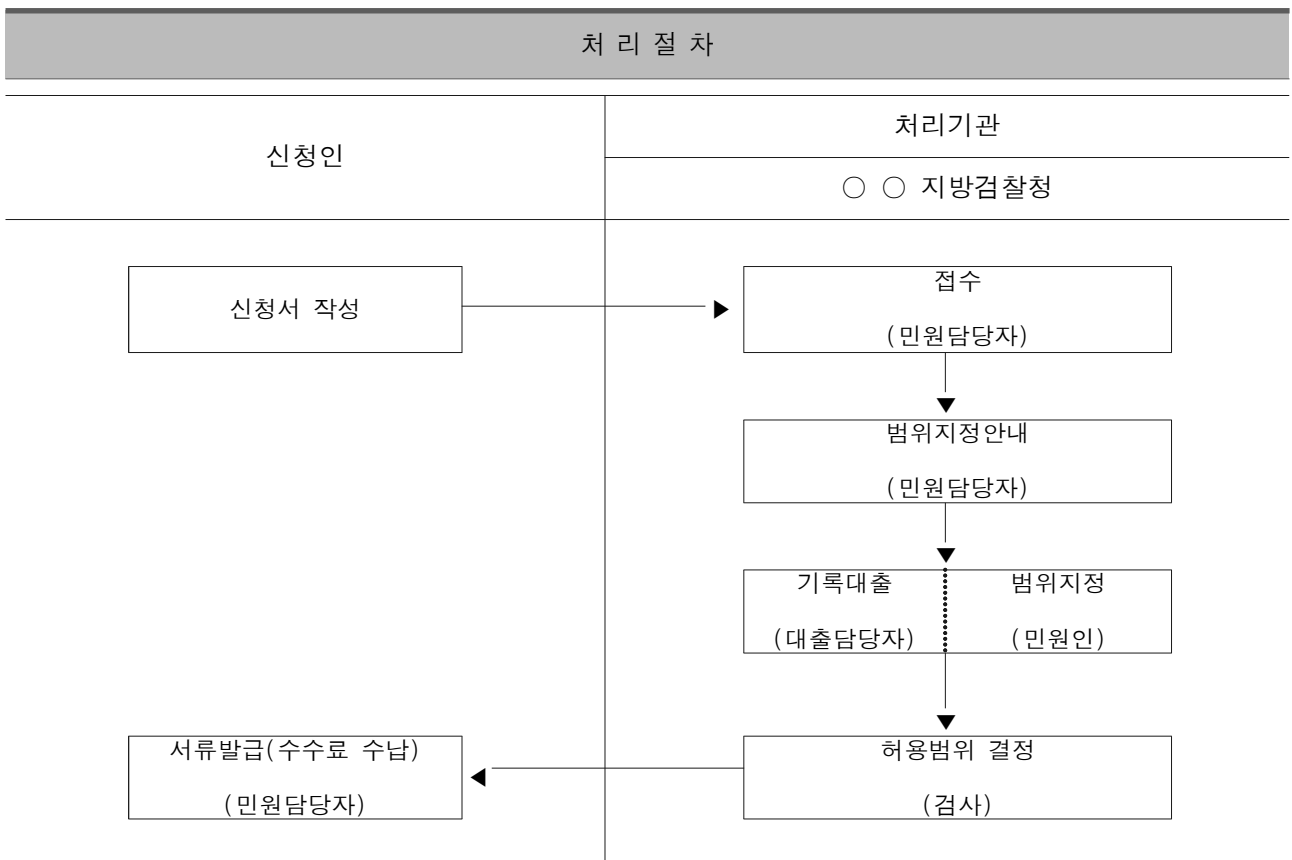 처 리 절 차
신청인
처리기관
○ ○ 지방검찰청
신청서 작성
접수
(민원담당자)
범위지정안내
(민원담당자)
기록대출
(대출담당자)
범위지정
(민원인)
허용범위 결정
(검사)
서류발급(수수료 수납)
(민원담당자)